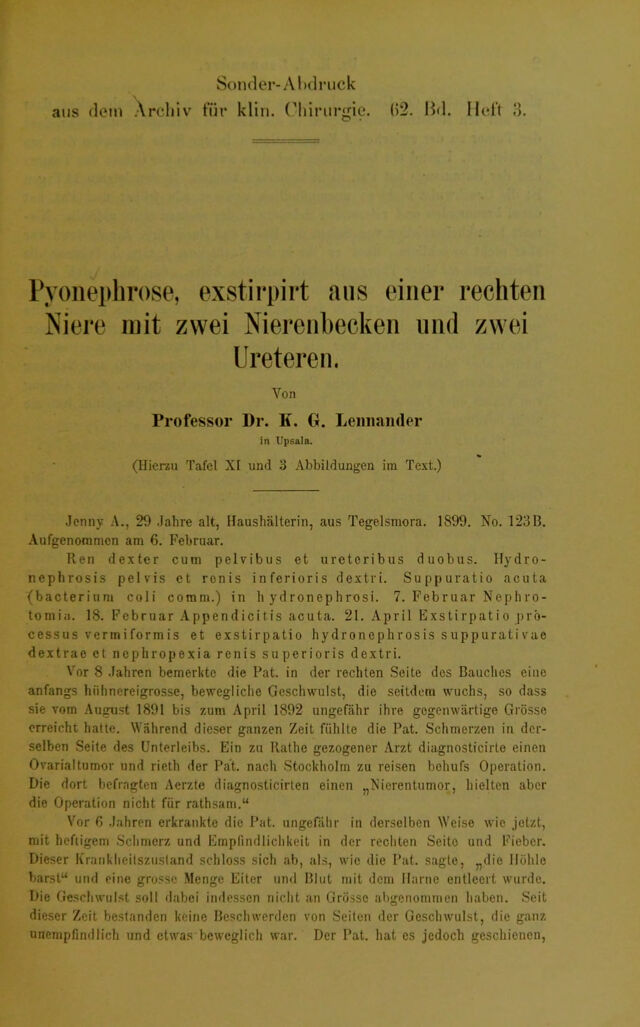 Sonder-Abdruck
aus dem Archiv für klin. Chirurgie. 62. Bd. Heft 3.
Pyonephrose, exstirpirt aus einer rechten
Niere mit zwei Nierenbecken und zwei
Ureteren.
Von
Professor Dr. K. G. Lennander
in Upsala.
(Hierzu Tafel XI und 3 Abbildungen im Text.)
Jenny A., 29 Jahre alt, Haushälterin, aus Tegelsmora. 1899. No. 123B.
Aufgenommen am 6. Februar.
Ren dexter cum pelvibus et ureteribus duobus. Hydro-
nephrosis pelvis et renis inferioris dextri. Suppuratio acuta
(bacterium coli comm.) in hydronephrosi. 7. Februar Nephro-
tomia. 18. Februar Appendicitis acuta. 21. April Exstirpatio pro-
cessus vermiformis et exstirpatio hydronephrosis suppurativae
dextrae et nephropexia renis superioris dextri.
Vor 8 Jahren bemerkte die Pat. in der rechten Seite des Bauches eine
anfangs hühnereigrosse, bewegliche Geschwulst, die seitdem wuchs, so dass
sie vom August 1891 bis zum April 1892 ungefähr ihre gegenwärtige Grösse
erreicht hatte. Während dieser ganzen Zeit fühlte die Pat. Schmerzen in der-
selben Seite des Unterleibs. Ein zu Rathe gezogener Arzt diagnosticirte einen
Ovarialtumor und rieth der Pat. nach Stockholm zu reisen behufs Operation.
Die dort befragten Aerzte diagnosticirten einen „Nierentumor, hielten aber
die Operation nicht für rathsam.“
Vor 6 Jahren erkrankte die Pat. ungefähr in derselben Weise wie jetzt,
mit heftigem Schmerz und Empfindlichkeit in der rechten Seite und Fieber.
Dieser Krankheitszustand schloss sich ab, als, wie die Pat. sagte, „die Höhle
barst“ und eine grosse Menge Eiter und Blut mit dem Harne entleert wurde.
Die Geschwulst soll dabei indessen nicht an Grösse abgenommen haben. Seit
dieser Zeit bestanden keine Beschwerden von Seiten der Geschwulst, die ganz
unempfindlich und etwas beweglich war. Der Pat. hat es jedoch geschienen,